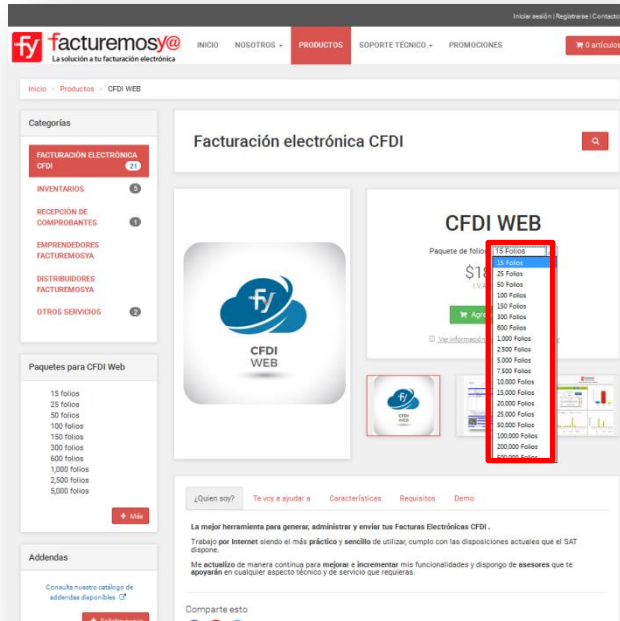 Iniciar sesión | Registrarse | Contacto
fy facturemosy@
La solución a tu facturación electrónica
INICIO NOSOTROS PRODUCTOS SOPORTE TÉCNICO PROMOCIONES 0 artículos
Inicio Productos CFDI WEB
Categorías
FACTURACIÓN ELECTRÓNICA
CFDI 21
INVENTARIOS 5
RECEPCIÓN DE
COMPROBANTES 1
EMPRENDEDORES
FACTUREMOSYA
DISTRIBUIDORES
FACTUREMOSYA
OTROS SERVICIOS 2
Paquetes para CFDI Web
15 folios
25 folios
50 folios
100 folios
150 folios
300 folios
600 folios
1,000 folios
2,500 folios
5,000 folios
+ Más
Addendas
Consulta nuestro catálogo de
addendas disponibles
Facturación electrónica CFDI
fy
CFDI
WEB
CFDI WEB
Paquete de folios 15 Folios
15 Folios
25 Folios
50 Folios
100 Folios
150 Folios
300 Folios
600 Folios
1,000 Folios
2,500 Folios
5,000 Folios
7,500 Folios
10,000 Folios
15,000 Folios
20,000 Folios
25,000 Folios
50,000 Folios
100,000 Folios
200,000 Folios
500,000 Folios
$18
Ver información
CFDI
WEB
¿Quien soy? Te voy a ayudar a Características Requisitos Demo
La mejor herramienta para generar, administrar y enviar tus Facturas Electrónicas CFDI .
Trabajo por Internet siendo el más práctico y sencillo de utilizar, cumplo con las disposiciones actuales que el SAT
dispone.
Me actualizo de manera continua para mejorar e incrementar mis funcionalidades y dispongo de asesores que te
apoyarán en cualquier aspecto técnico y de servicio que requieras.
Comparte esto